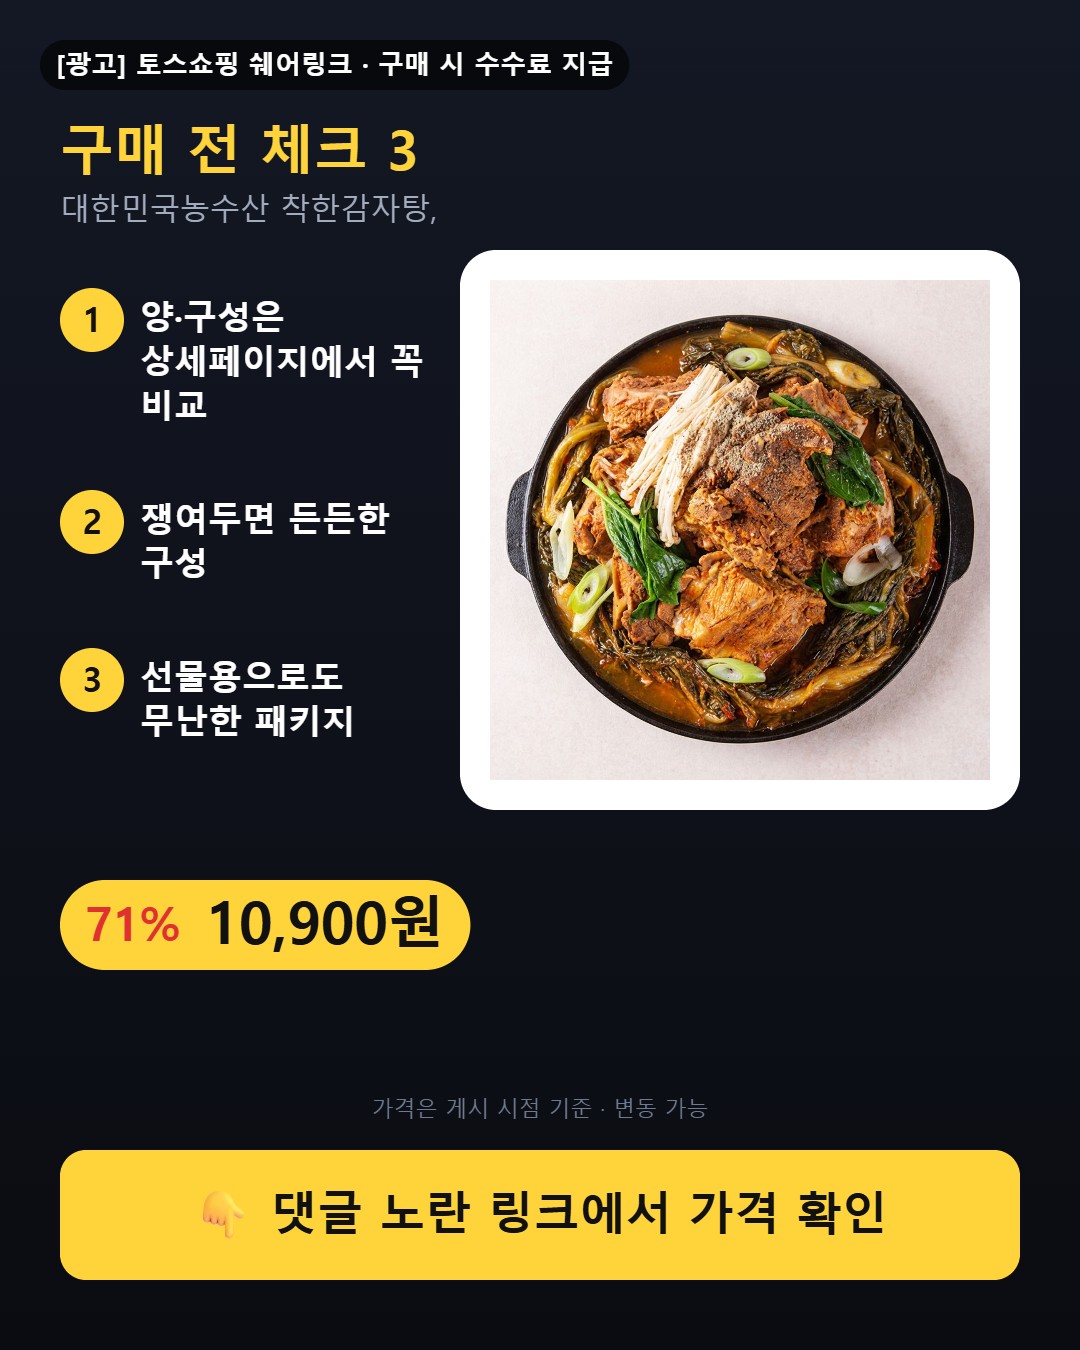 [광고] 토스쇼핑 쉐어링크 · 구매 시 수수료 지급
구매 전 체크 3
대한민국농수산 착한감자탕,
1 양·구성은
상세페이지에서 꼭
비교
2 쟁여두면 든든한
구성
3 선물용으로도
무난한 패키지
71% 10,900원
가격은 게시 시점 기준 · 변동 가능
👇 댓글 노란 링크에서 가격 확인